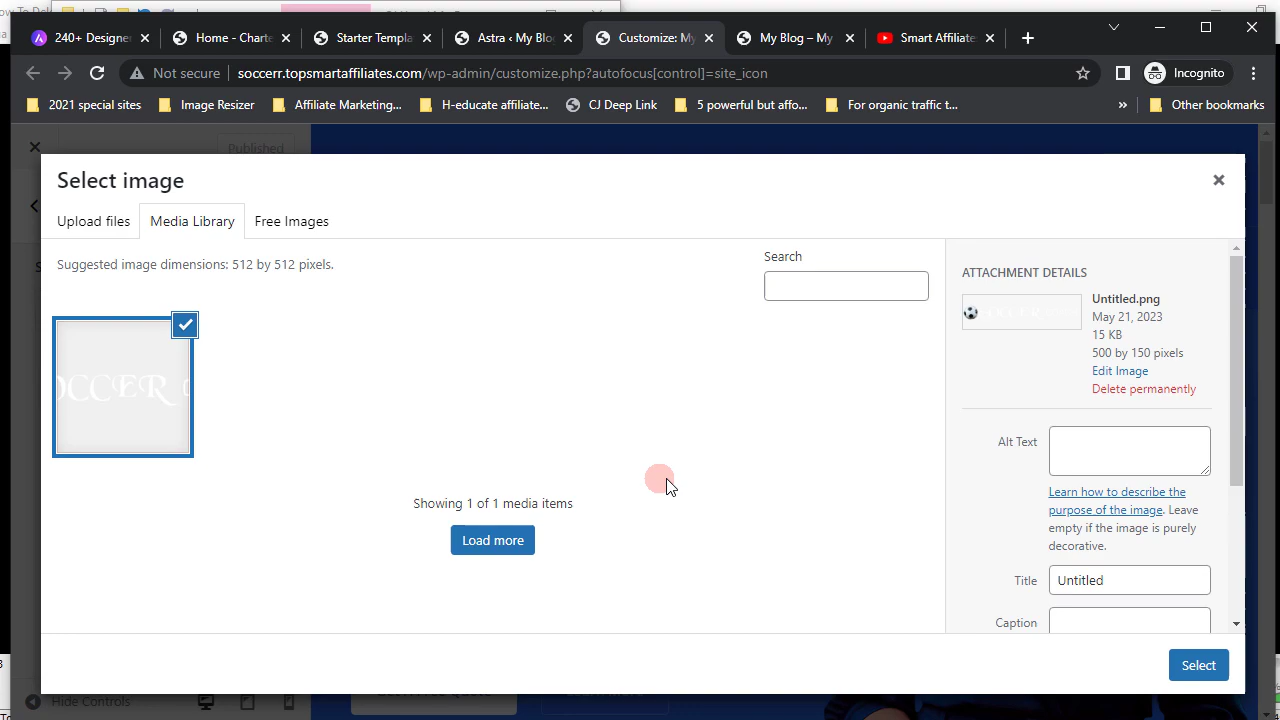 240+ Designe
Home - Charte
Starter Templa
Astra ‹ My Blo
Customize: My
My Blog – My
Smart Affiliate
Not secure
soccerr.topsmartaffiliates.com/wp-admin/customize.php?autofocus[control]=site_icon
Incognito
2021 special sites
Image Resizer
Affiliate Marketing...
H-educate affiliate...
CJ Deep Link
5 powerful but affo...
For organic traffic t...
»
Other bookmarks
Published
Select image
Upload files
Media Library
Free Images
Suggested image dimensions: 512 by 512 pixels.
Search
OCCER
Showing 1 of 1 media items
Load more
ATTACHMENT DETAILS
Untitled.png
May 21, 2023
15 KB
500 by 150 pixels
Edit Image
Delete permanently
Alt Text
Learn how to describe the
purpose of the image. Leave
empty if the image is purely
decorative.
Title
Untitled
Caption
Select
Hide Controls